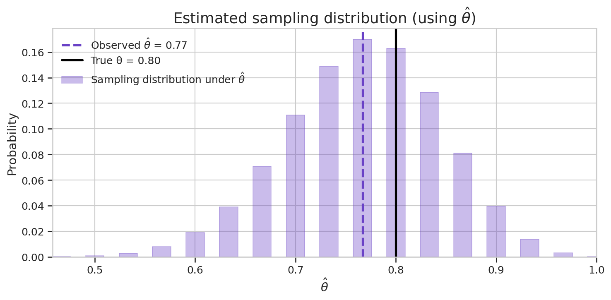 Estimated sampling distribution (using θ̂)
Observed θ̂ = 0.77
True θ = 0.80
Sampling distribution under θ̂
Probability
0.16
0.14
0.12
0.10
0.08
0.06
0.04
0.02
0.00
0.5 0.6 0.7 0.8 0.9 1.0
θ̂